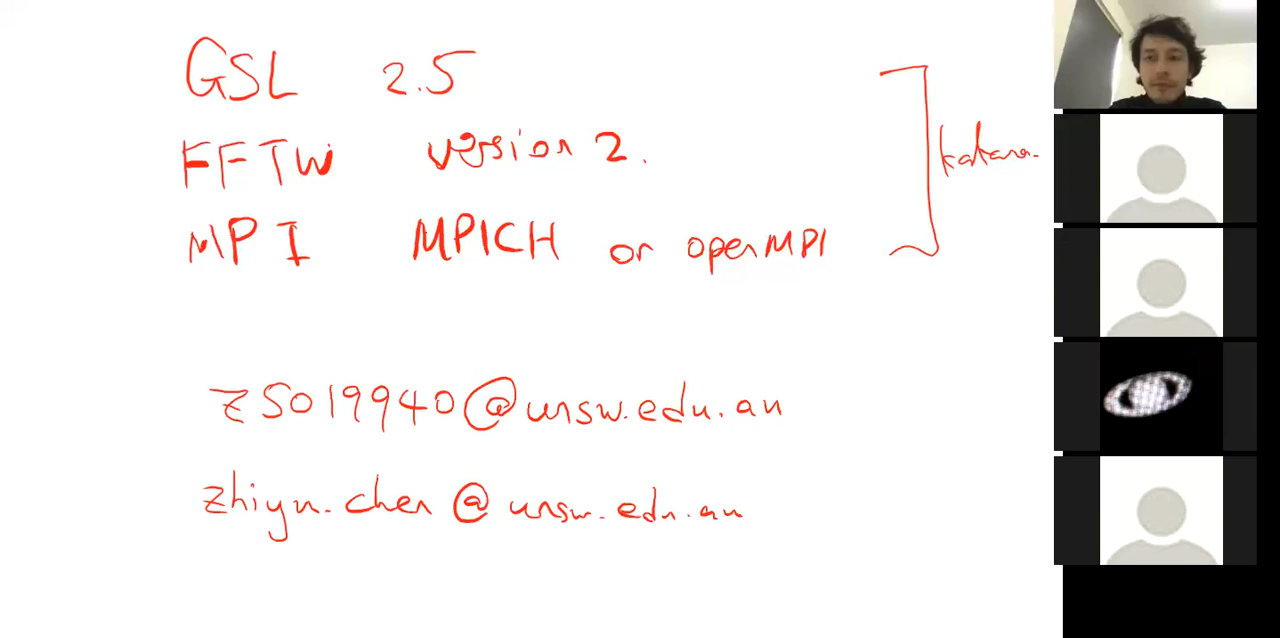 GSL 2.5
FFTW version 2.
MPI MPICH or openMPI
katana.
z5019940@unsw.edu.au
zhiyu.chen@unsw.edu.au